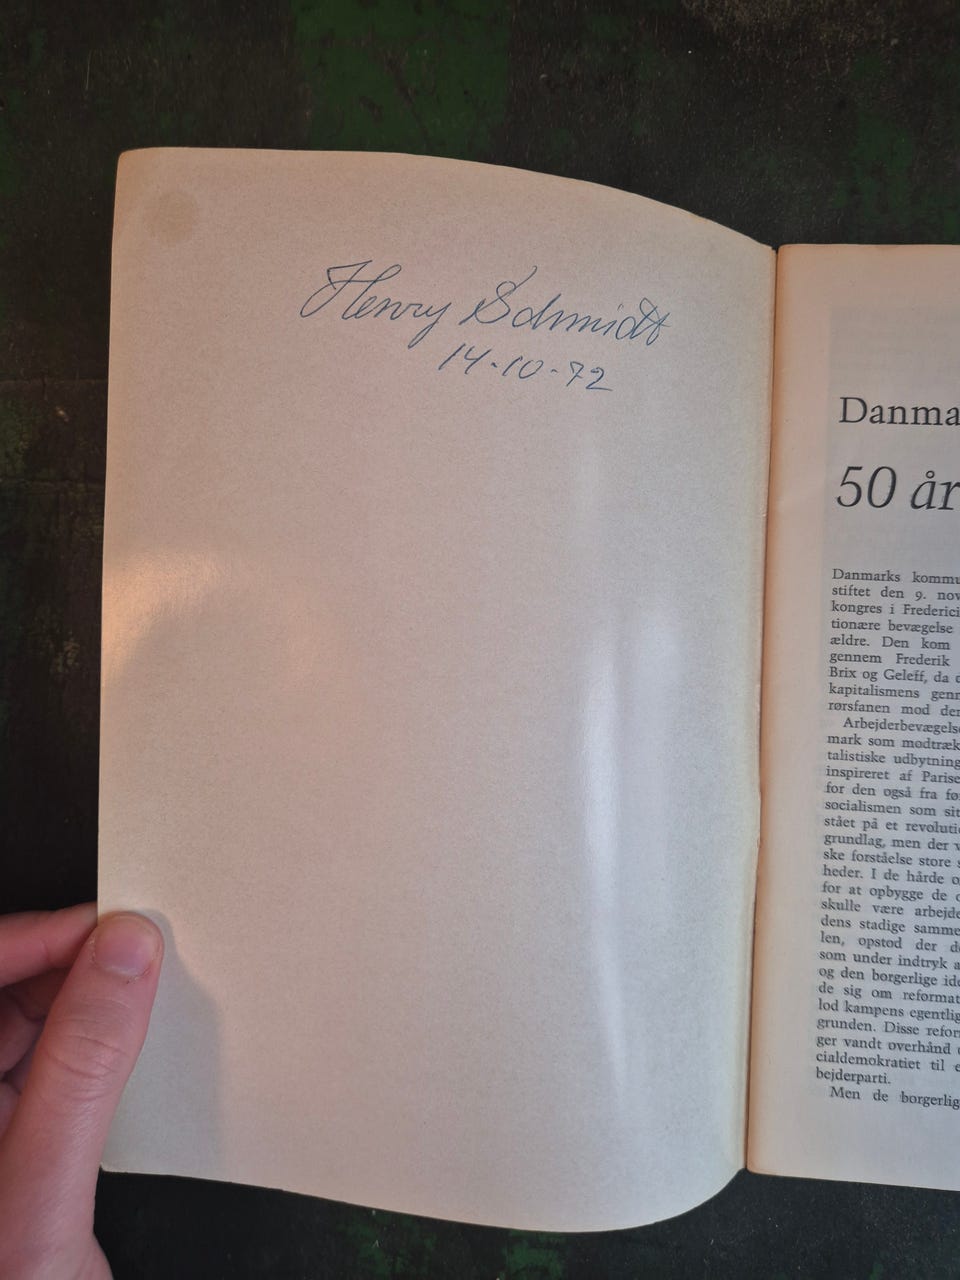 Henry Schmidt
14-10-72
Danma
50 år
Danmarks kommu
stiftet den 9. nov
kongres i Frederici
tionære bevægelse
ældre. Den kom
gennem Frederik
Brix og Geleff, da
kapitalismens genn
rørsfanen mod den
Arbejderbevægelse
mark som modtræk
talistiske udbytning
inspireret af Parise
for den også fra fø
socialismen som sit
stået på et revoluti
grundlag, men der v
ske forståelse store s
heder. I de hårde o
for at opbygge de o
skulle være arbejde
dens stadige samme
len, opstod der d
som under indtryk a
og den borgerlige ide
de sig om reformat
lod kampens egentlig
grunden. Disse refor
ger vandt overhånd
cialdemokratiet til e
bejderparti.
Men de borgerlig